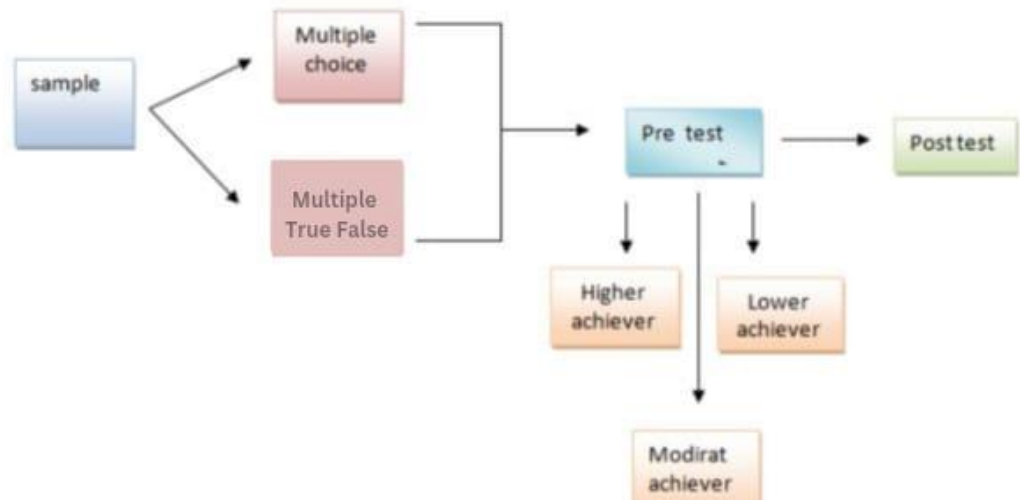 sample
Multiple
choice
Multiple
True False
Pre test
Post test
Higher
achiever
Lower
achiever
Modirat
achiever